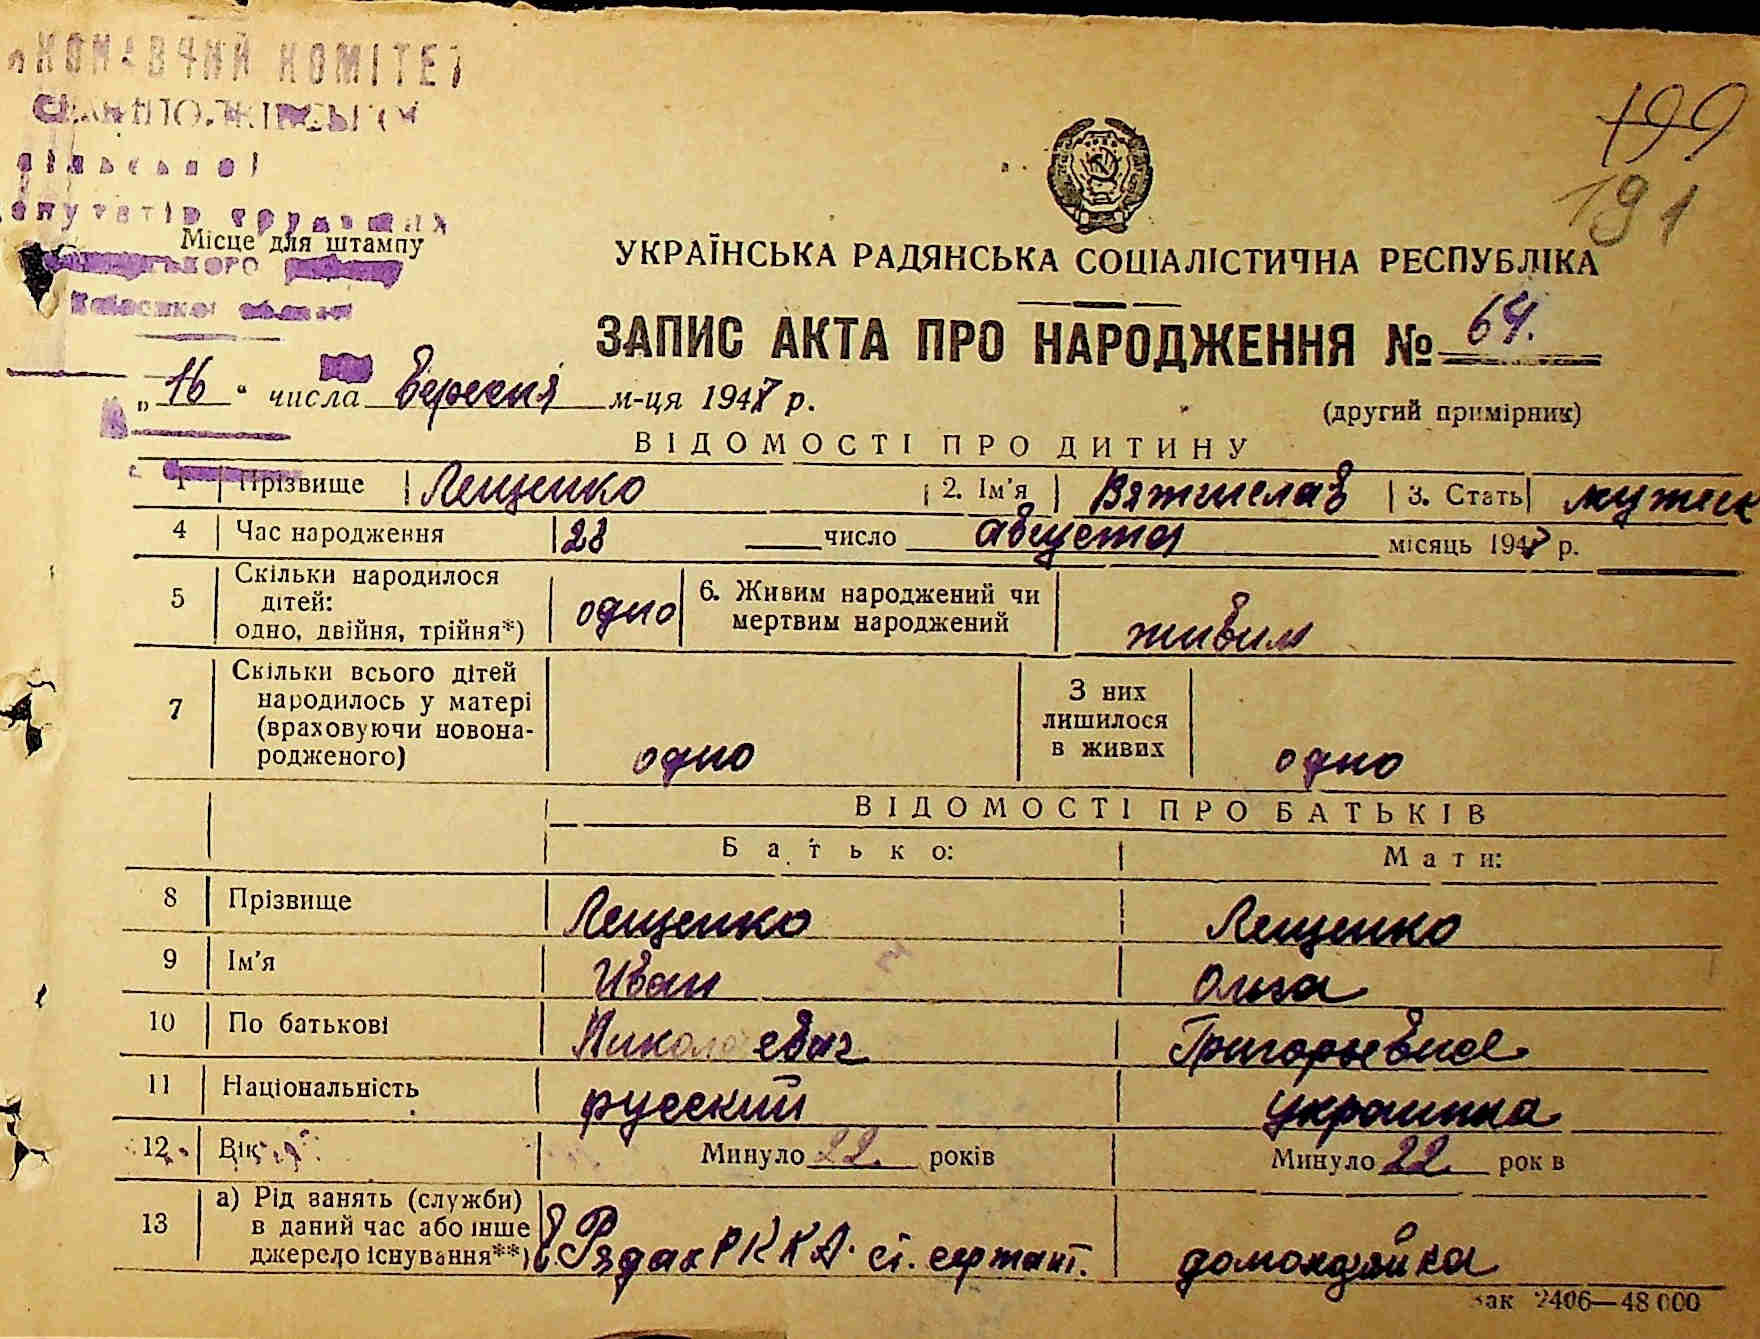 КОМІТЕТ
199
191
Місце для штампу
УКРАЇНСЬКА РАДЯНСЬКА СОЦІАЛІСТИЧНА РЕСПУБЛІКА
ЗАПИС АКТА ПРО НАРОДЖЕННЯ № 64.
„16“ числа вересня м-ця 1947 р.
(другий примірник)
ВІДОМОСТІ ПРО ДИТИНУ
1 Прізвище Лещенко 2. Ім'я Вячислав 3. Стать мужск
4 Час народження 28 число августа місяць 1947 р.
5 Скільки народилося дітей: одно, двійня, трійня*) одно 6. Живим народжений чи мертвим народжений живим
7 Скільки всього дітей народилось у матері (враховуючи новонародженого) одно З них лишилося в живих одно
ВІДОМОСТІ ПРО БАТЬКІВ
Батько: Мати:
8 Прізвище Лещенко Лещенко
9 Ім'я Иван Ольга
10 По батькові Николаевич Григорьевна
11 Національність русский украинка
12 Вік Минуло 22. років Минуло 22. рок в
13 а) Рід занять (служби) в даний час або інше джерело існування**) В Рядах РККА. ст. сержант. домохазяйка
Зак 2406—48 000